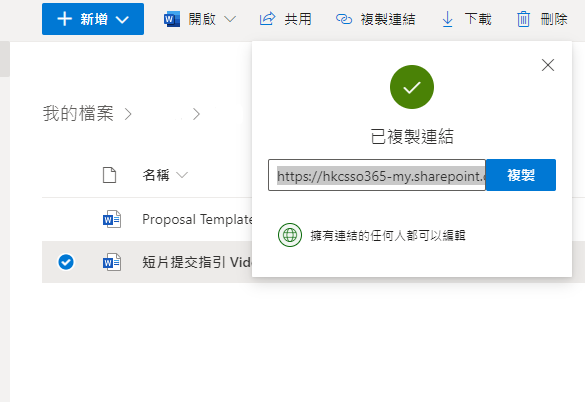 新增 開啟 共用 複製連結 下載 刪除
我的檔案
已複製連結
名稱
https://hkcsso365-my.sharepoint.
複製
Proposal Template
擁有連結的任何人都可以編輯
短片提交指引 Vid